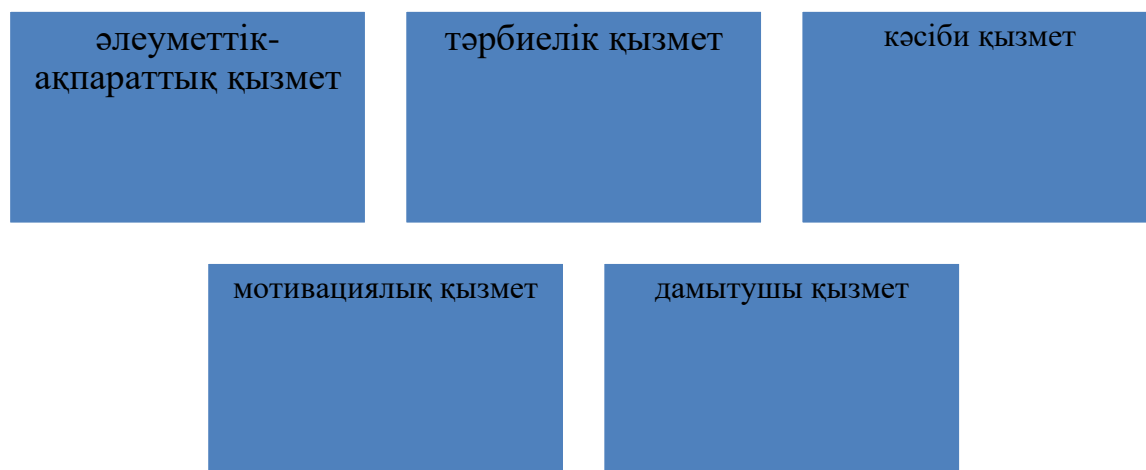 әлеуметтік-
ақпараттық қызмет
тәрбиелік қызмет
кәсіби қызмет
мотивациялық қызмет
дамытушы қызмет